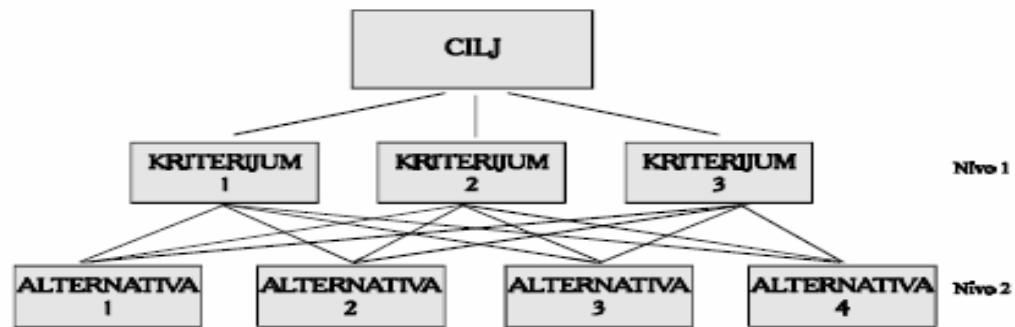 CILJ
KRITERIJUM
1
KRITERIJUM
2
KRITERIJUM
3
Nivo 1
ALTERNATIVA
1
ALTERNATIVA
2
ALTERNATIVA
3
ALTERNATIVA
4
Nivo 2